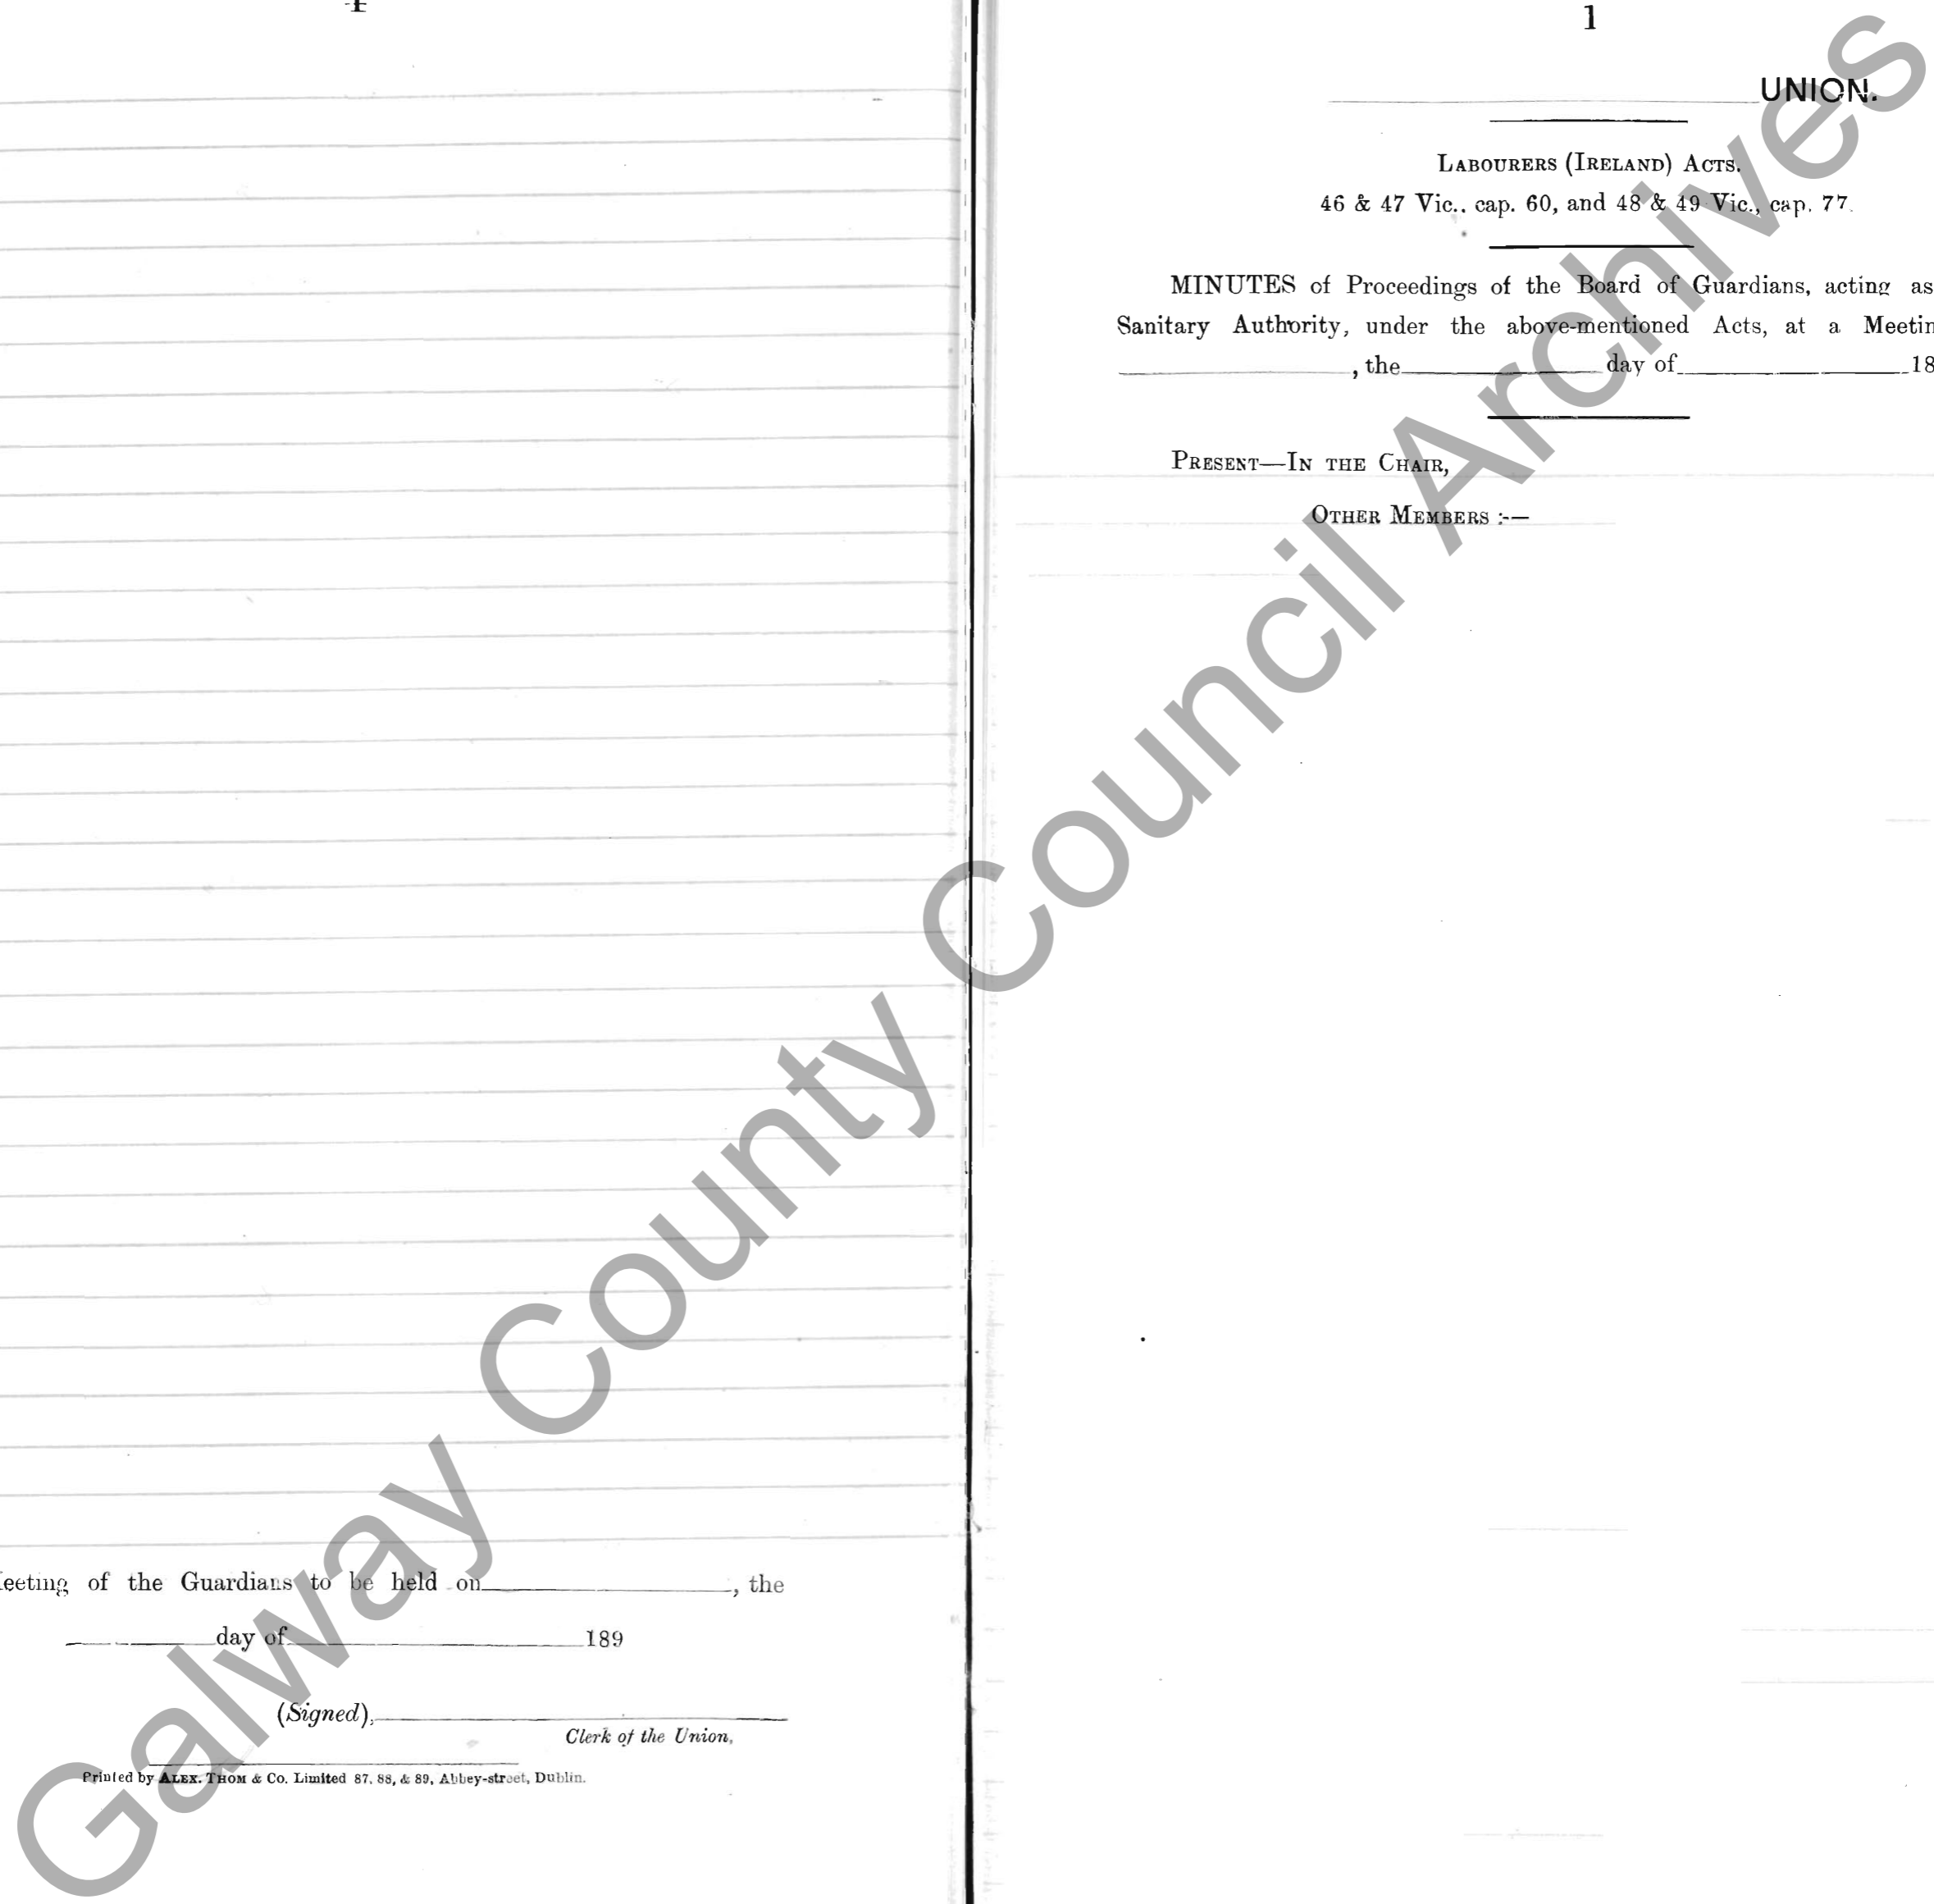 4
eeting of the Guardians to be held on , the
day of 189
(Signed),
Clerk of the Union,
Printed by ALEX. THOM & Co. Limited 87, 88, & 89, Abbey-street, Dublin.
1
UNION.
LABOURERS (IRELAND) ACTS.
46 & 47 Vic., cap. 60, and 48 & 49 Vic., cap. 77.
MINUTES of Proceedings of the Board of Guardians, acting as
Sanitary Authority, under the above-mentioned Acts, at a Meetin
, the day of 18
PRESENT—IN THE CHAIR,
OTHER MEMBERS :—
Galway County Council Archives